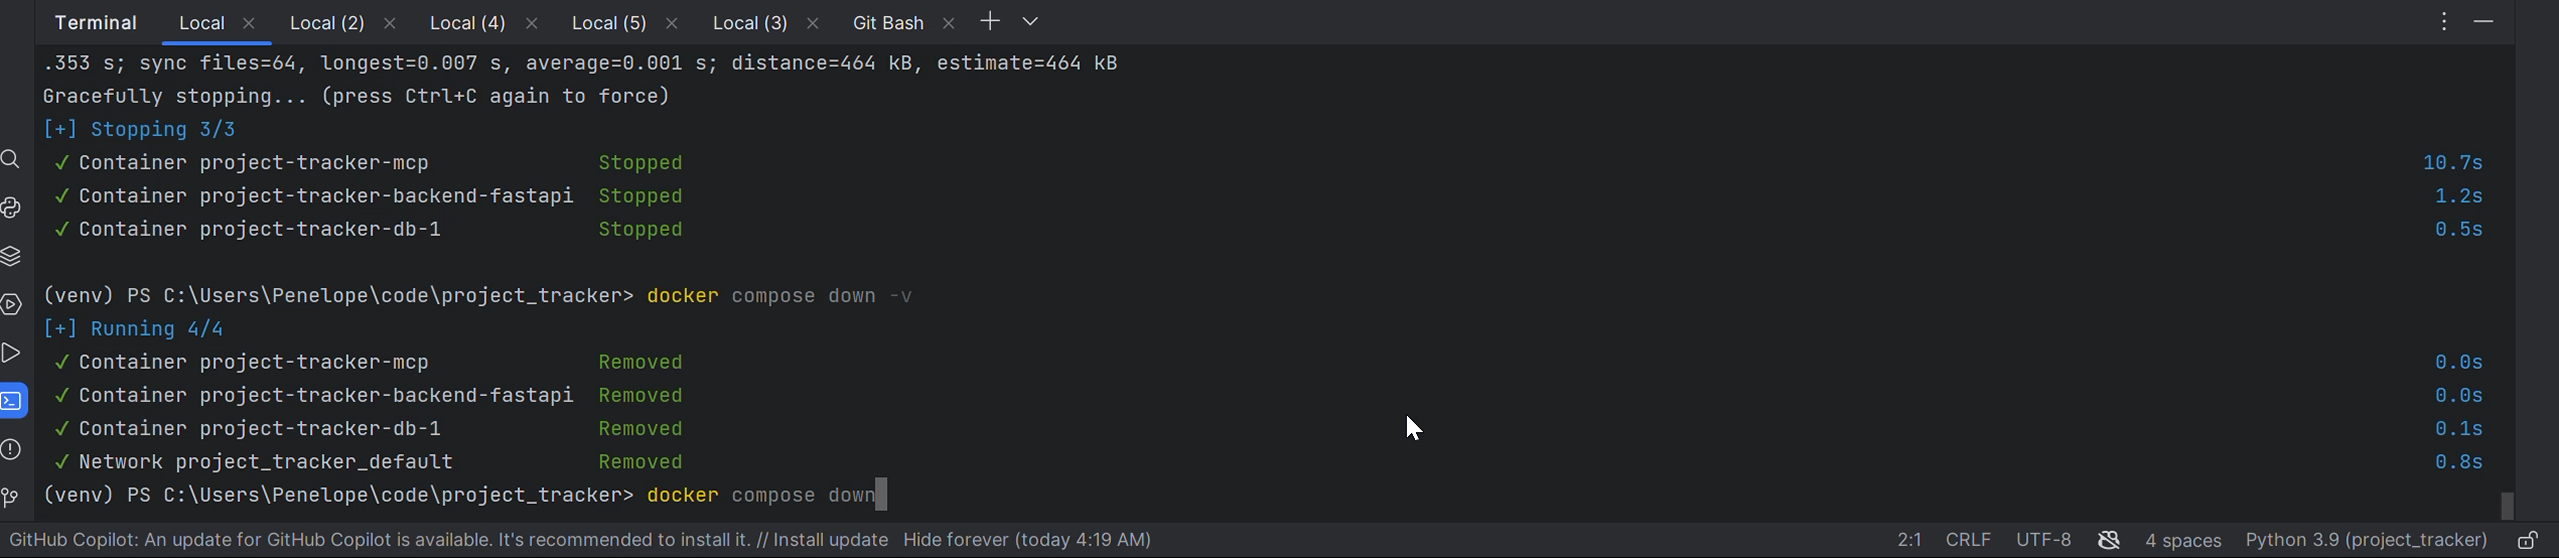 Terminal Local Local (2) Local (4) Local (5) Local (3) Git Bash
.353 s; sync files=64, longest=0.007 s, average=0.001 s; distance=464 kB, estimate=464 kB
Gracefully stopping... (press Ctrl+C again to force)
[+] Stopping 3/3
✓ Container project-tracker-mcp Stopped 10.7s
✓ Container project-tracker-backend-fastapi Stopped 1.2s
✓ Container project-tracker-db-1 Stopped 0.5s
(venv) PS C:\Users\Penelope\code\project_tracker> docker compose down -v
[+] Running 4/4
✓ Container project-tracker-mcp Removed 0.0s
✓ Container project-tracker-backend-fastapi Removed 0.0s
✓ Container project-tracker-db-1 Removed 0.1s
✓ Network project_tracker_default Removed 0.8s
(venv) PS C:\Users\Penelope\code\project_tracker> docker compose down
GitHub Copilot: An update for GitHub Copilot is available. It's recommended to install it. // Install update Hide forever (today 4:19 AM) 2:1 CRLF UTF-8 4 spaces Python 3.9 (project_tracker)